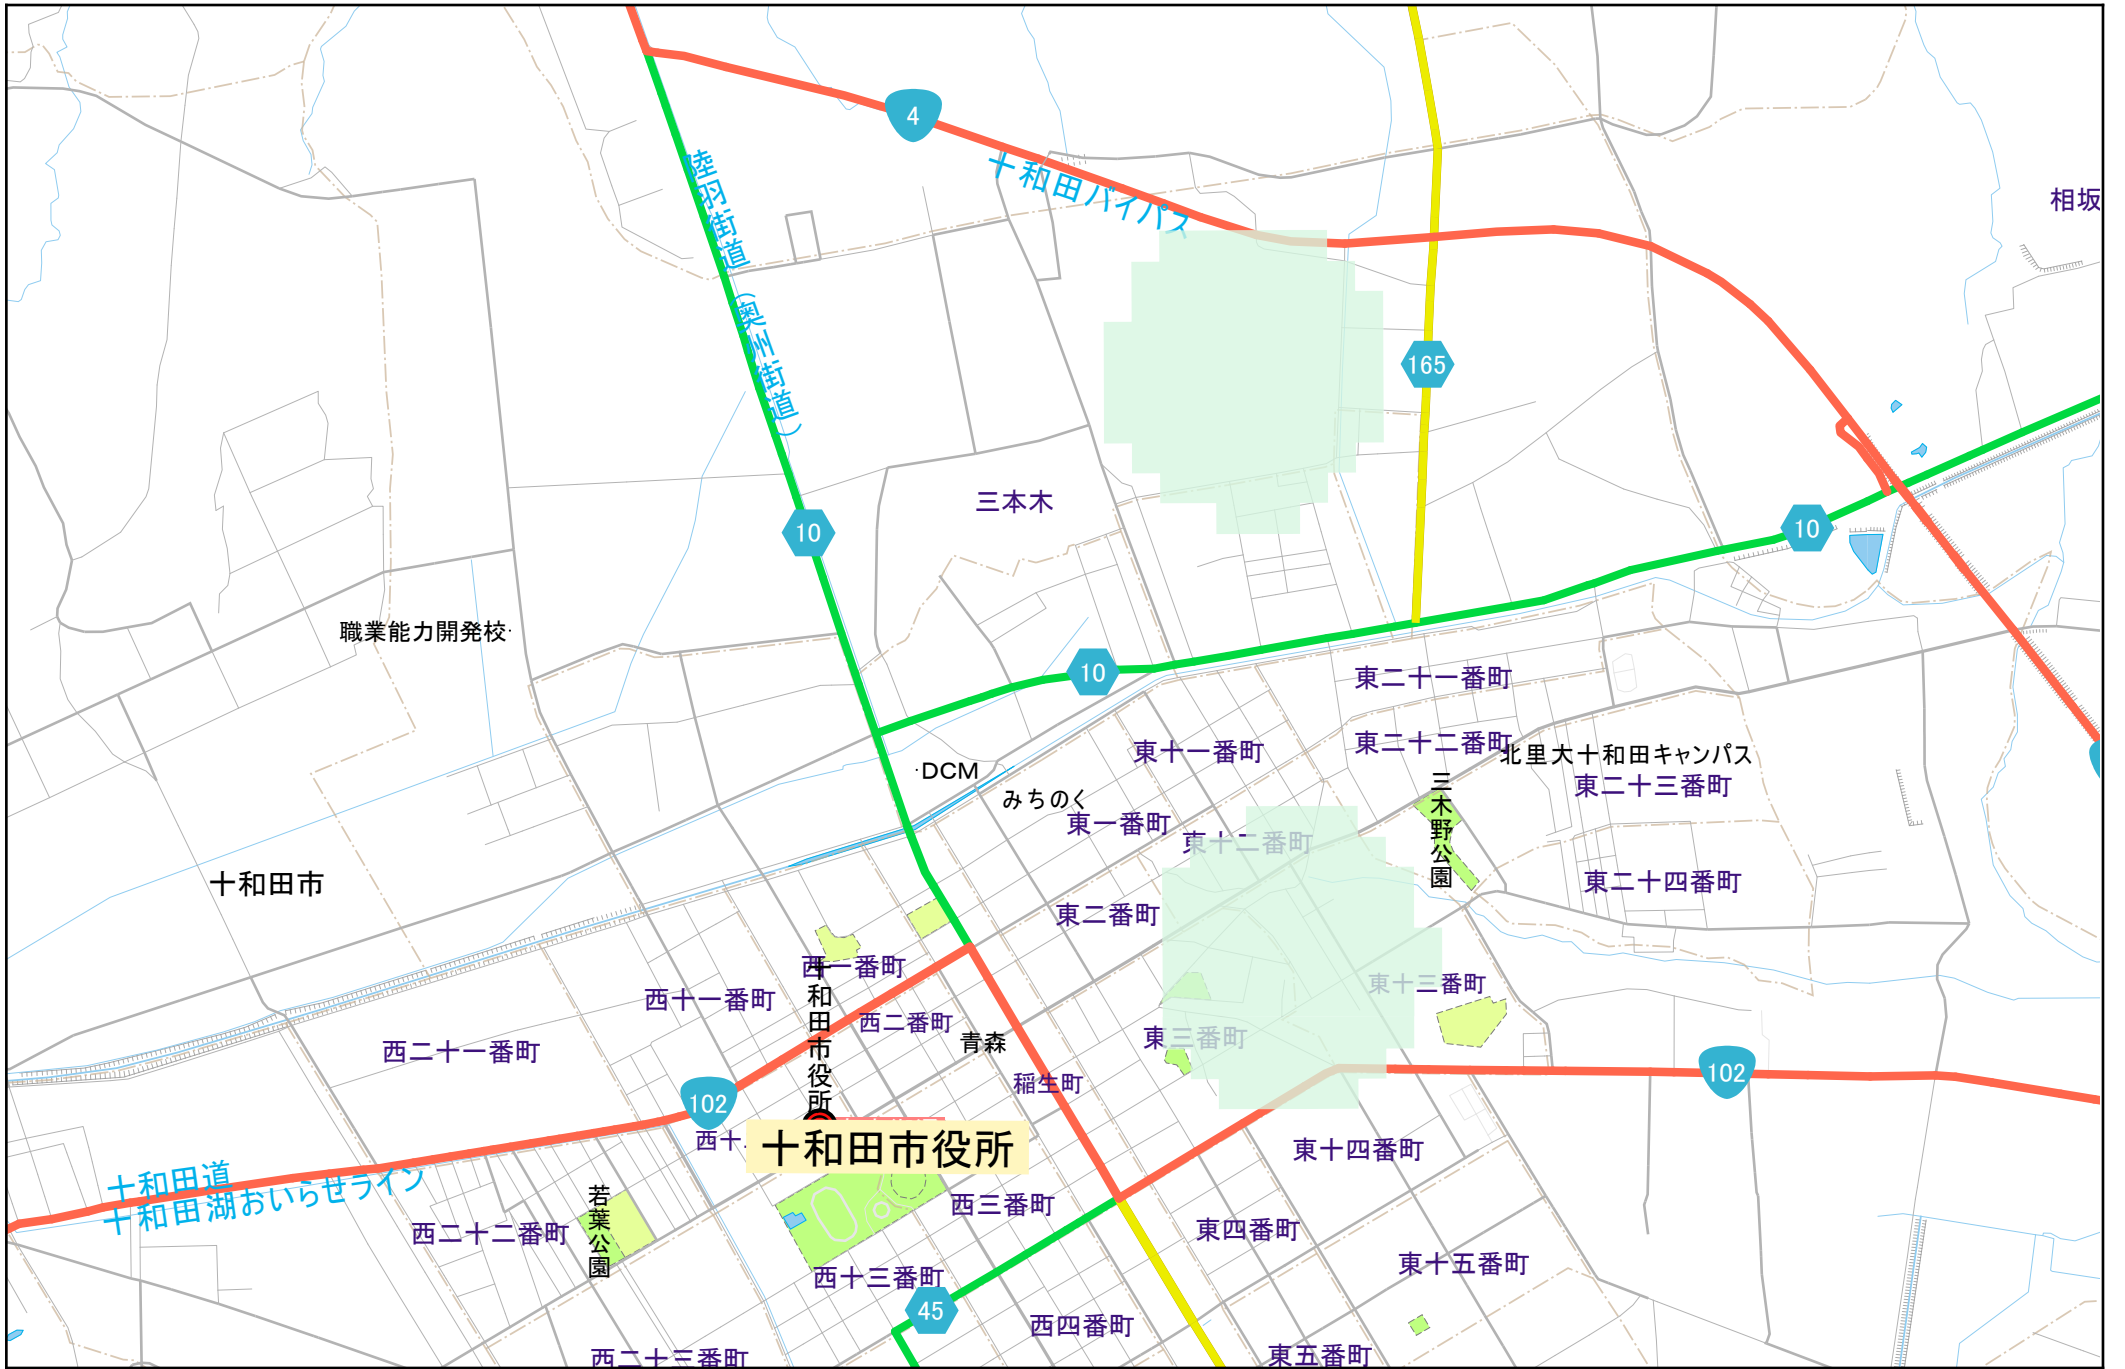 4
十和田バイパス
相坂
陸羽街道（奥州街道）
165
三本木
10
10
職業能力開発校
10
東二十一番町
東二十二番町
北里大十和田キャンパス
東十一番町
DCM
三木野公園
東二十三番町
みちのく
東一番町
東十二番町
十和田市
東二十四番町
東二番町
西一番町
十和田市役所
西十一番町
東十三番町
西二番町
青森
東三番町
西二十一番町
稲生町
102
102
西十
十和田市役所
東十四番町
十和田道
十和田湖おいらせライン
若葉公園
西三番町
西二十二番町
東四番町
東十五番町
西十三番町
45
西四番町
西二十三番町
東五番町